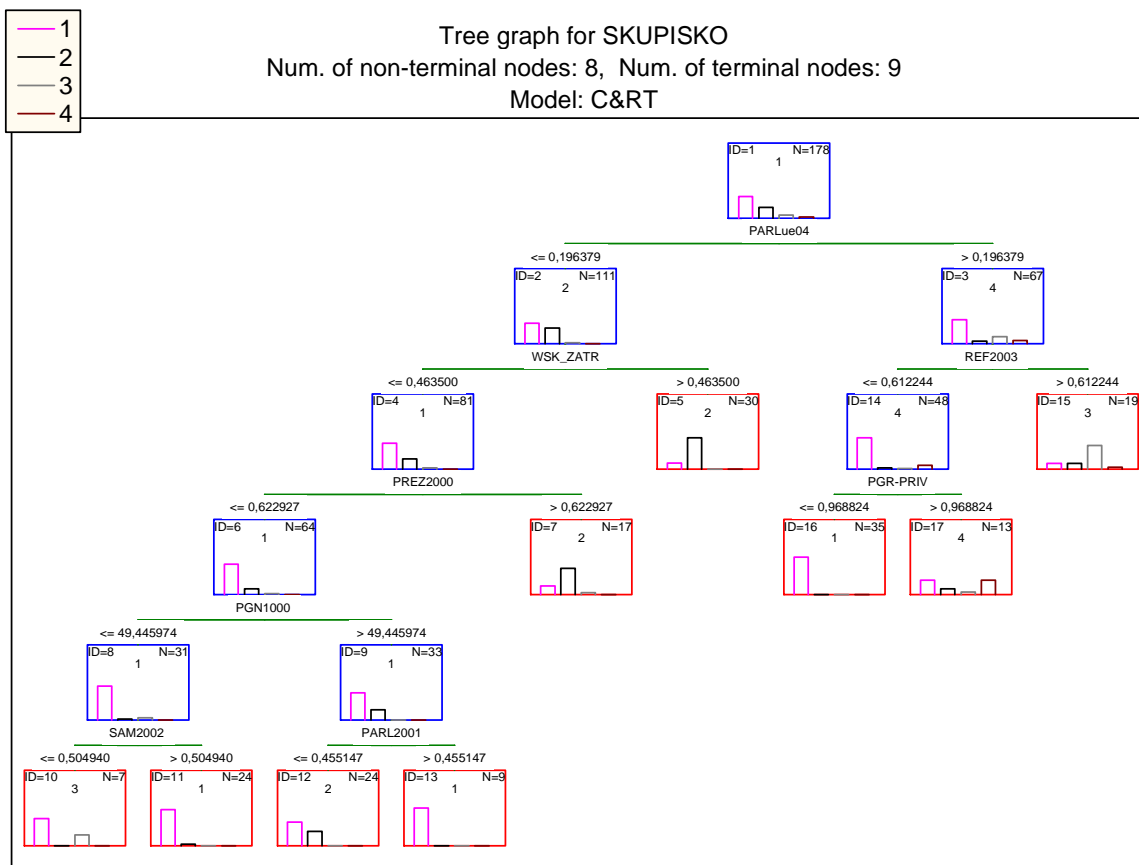 1
2
3
4
Tree graph for SKUPISKO
Num. of non-terminal nodes: 8,  Num. of terminal nodes: 9
Model: C&RT
ID=1 N=178
1
PARLue04
<= 0,196379 > 0,196379
ID=2 N=111 ID=3 N=67
2 4
WSK_ZATR REF2003
<= 0,463500 > 0,463500 <= 0,612244 > 0,612244
ID=4 N=81 ID=5 N=30 ID=14 N=48 ID=15 N=19
1 2 4 3
PREZ2000 PGR-PRIV
<= 0,622927 > 0,622927 <= 0,968824 > 0,968824
ID=6 N=64 ID=7 N=17 ID=16 N=35 ID=17 N=13
1 2 1 4
PGN1000
<= 49,445974 > 49,445974
ID=8 N=31 ID=9 N=33
1 1
SAM2002 PARL2001
<= 0,504940 > 0,504940 <= 0,455147 > 0,455147
ID=10 N=7 ID=11 N=24 ID=12 N=24 ID=13 N=9
3 1 2 1